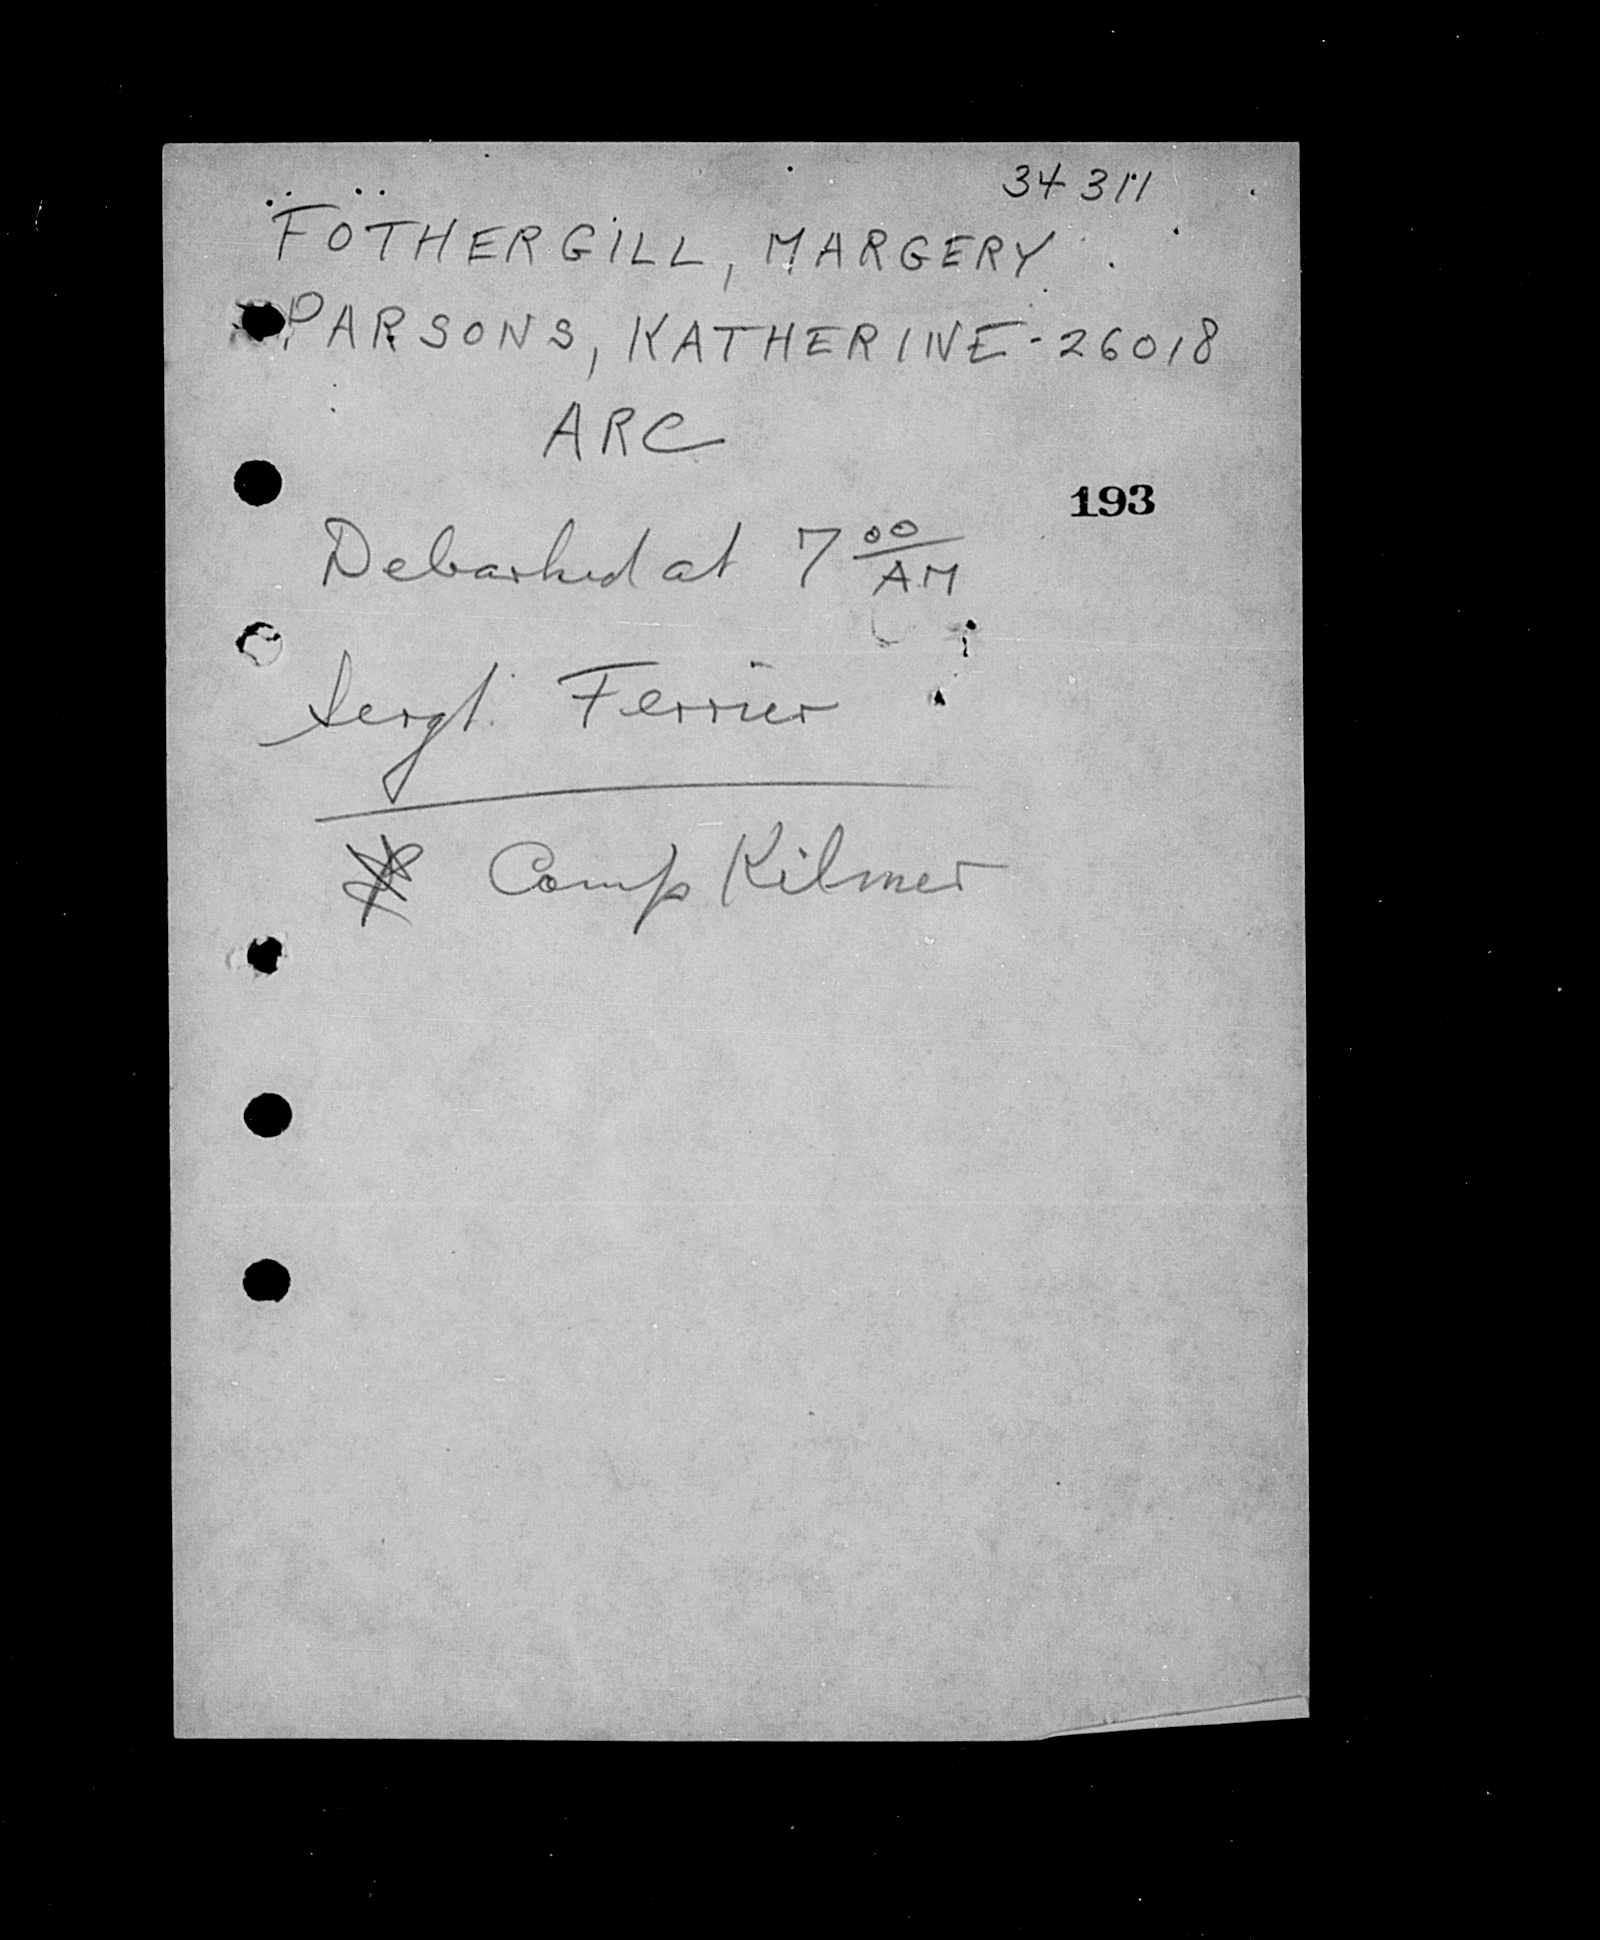 34311
FOTHERGILL, MARGERY
PARSONS, KATHERINE - 26018
ARC
193
Debarked at 7 00/AM
Sergt. Ferrier
Camp Kilmer